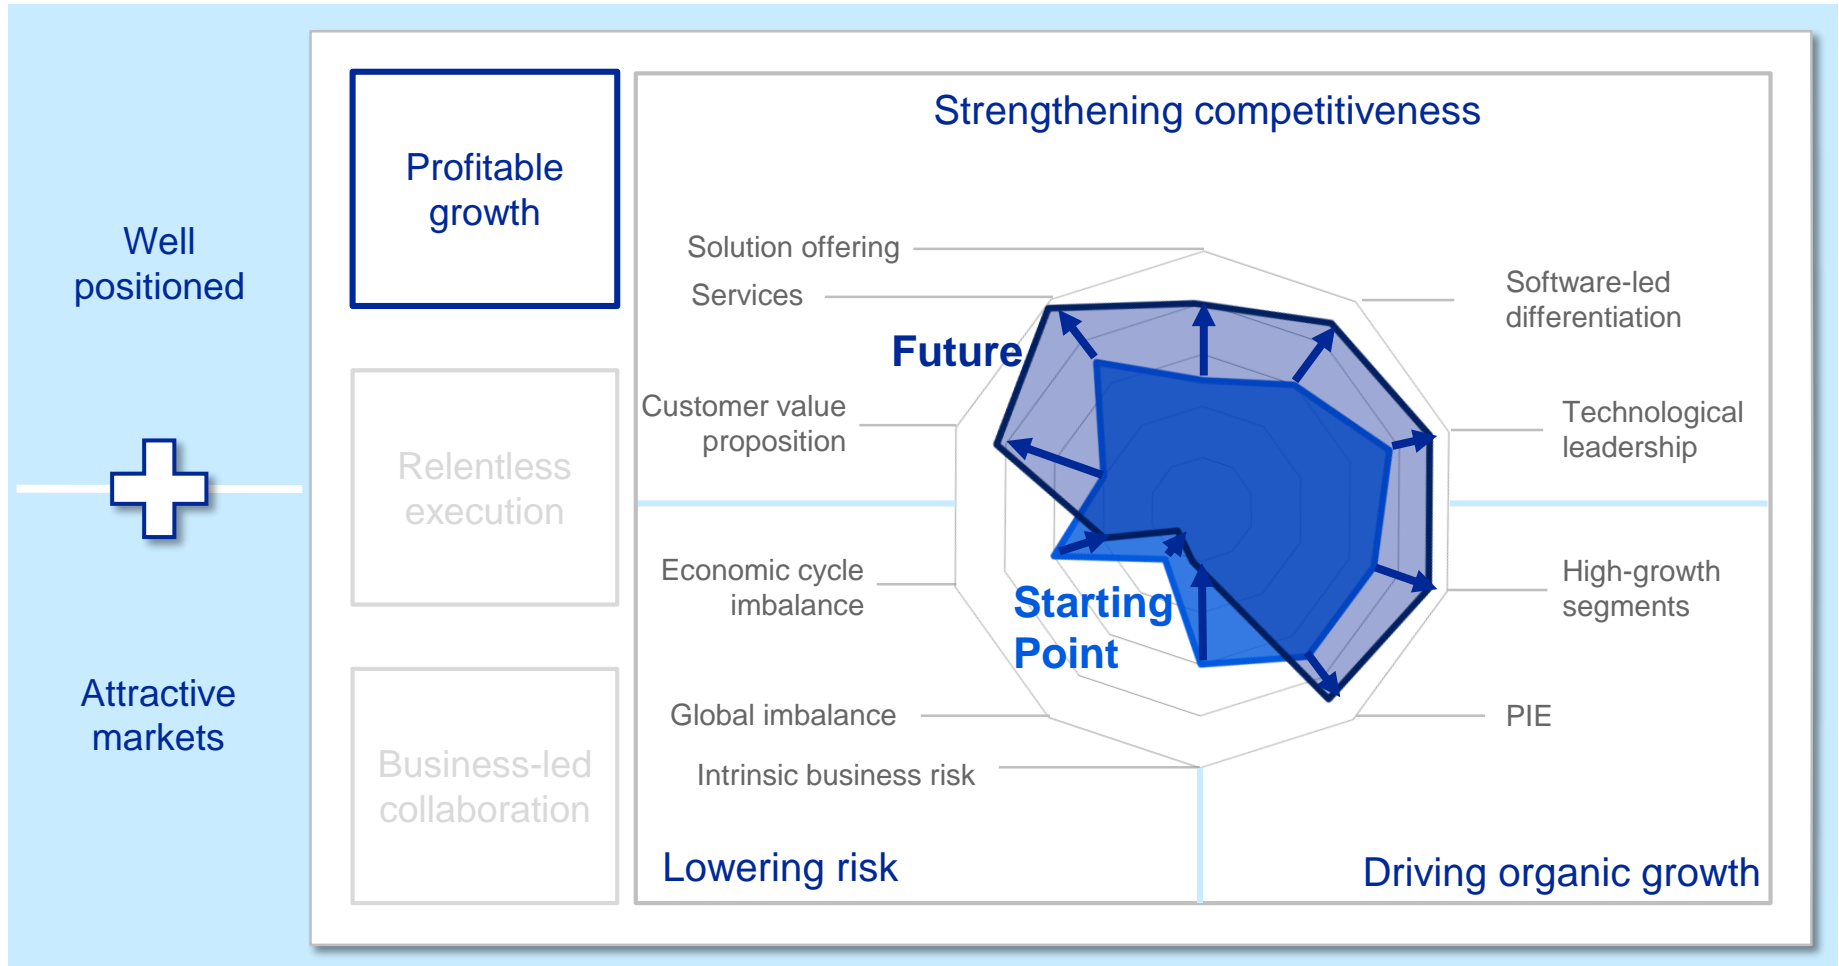 Well
positioned
Attractive
markets
Profitable
growth
Relentless
execution
Business-led
collaboration
Strengthening competitiveness
Solution offering
Services
Customer value
proposition
Economic cycle
imbalance
Global imbalance
Intrinsic business risk
Future
Starting
Point
Software-led
differentiation
Technological
leadership
High-growth
segments
PIE
Lowering risk
Driving organic growth